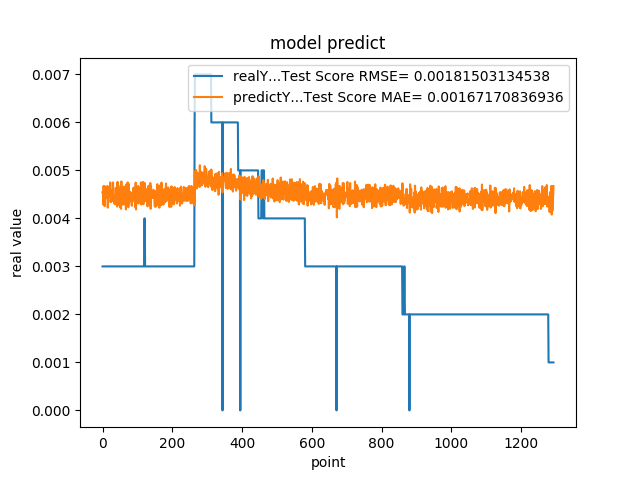 model predict
realY...Test Score RMSE= 0.00181503134538
predictY...Test Score MAE= 0.00167170836936
real value
0.007
0.006
0.005
0.004
0.003
0.002
0.001
0.000
0 200 400 600 800 1000 1200
point